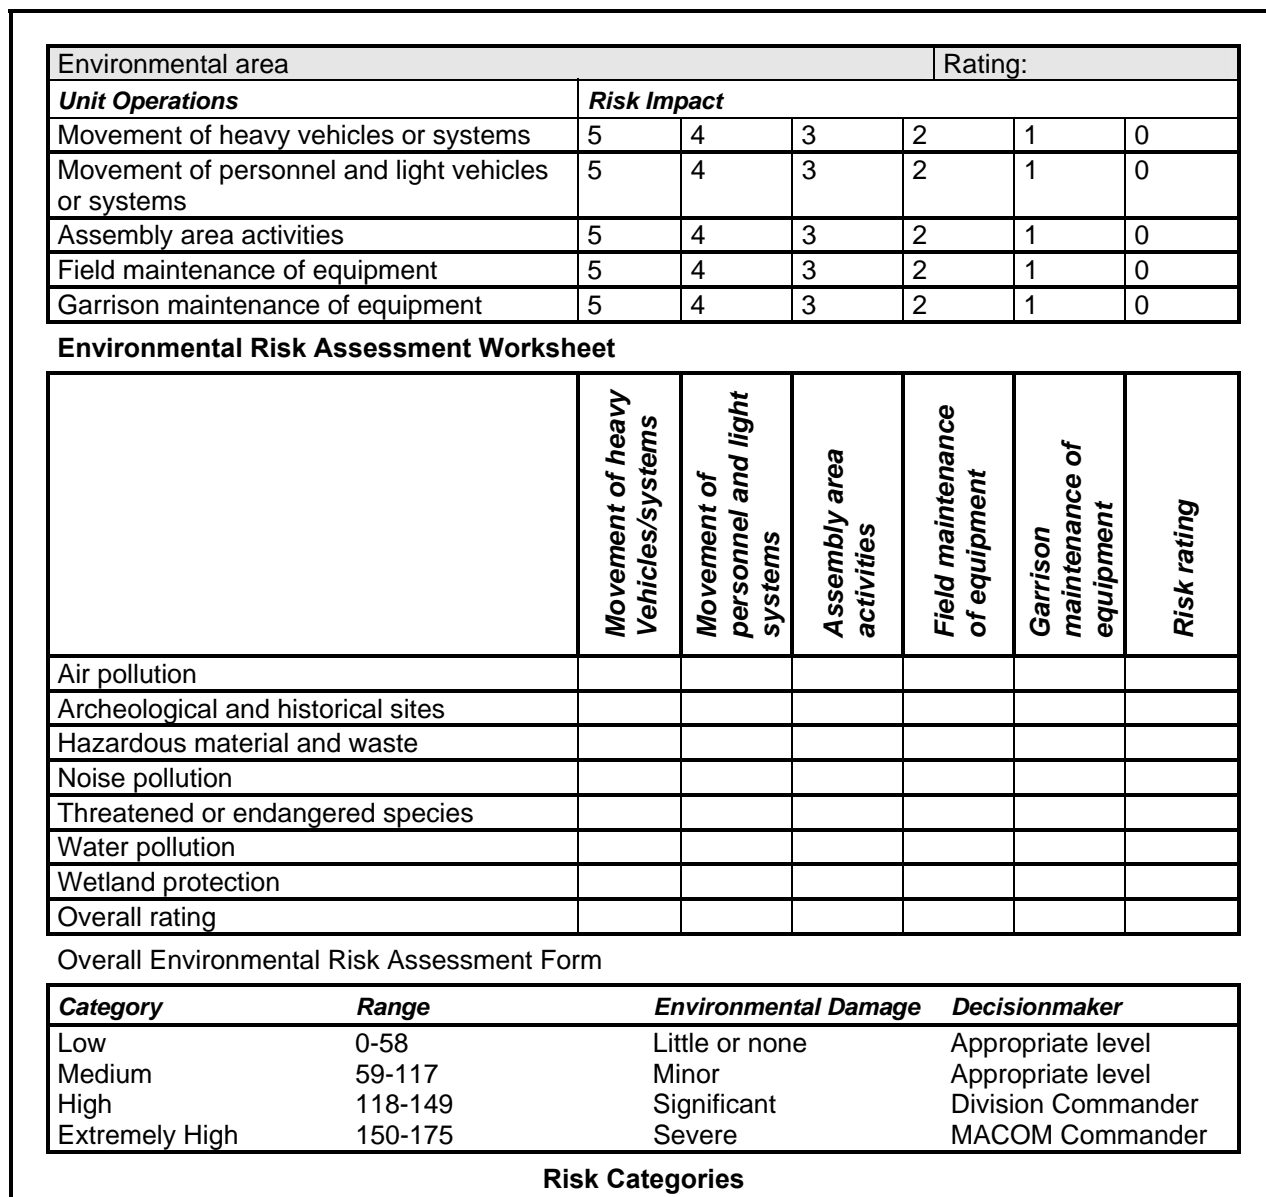 Environmental area Rating:
Unit Operations Risk Impact
Movement of heavy vehicles or systems 5 4 3 2 1 0
Movement of personnel and light vehicles 5 4 3 2 1 0
or systems
Assembly area activities 5 4 3 2 1 0
Field maintenance of equipment 5 4 3 2 1 0
Garrison maintenance of equipment 5 4 3 2 1 0
Environmental Risk Assessment Worksheet
Movement of heavy
Vehicles/systems
Movement of
personnel and light
systems
Assembly area
activities
Field maintenance
of equipment
Garrison
maintenance of
equipment
Risk rating
Air pollution
Archeological and historical sites
Hazardous material and waste
Noise pollution
Threatened or endangered species
Water pollution
Wetland protection
Overall rating
Overall Environmental Risk Assessment Form
Category Range Environmental Damage Decisionmaker
Low 0-58 Little or none Appropriate level
Medium 59-117 Minor Appropriate level
High 118-149 Significant Division Commander
Extremely High 150-175 Severe MACOM Commander
Risk Categories